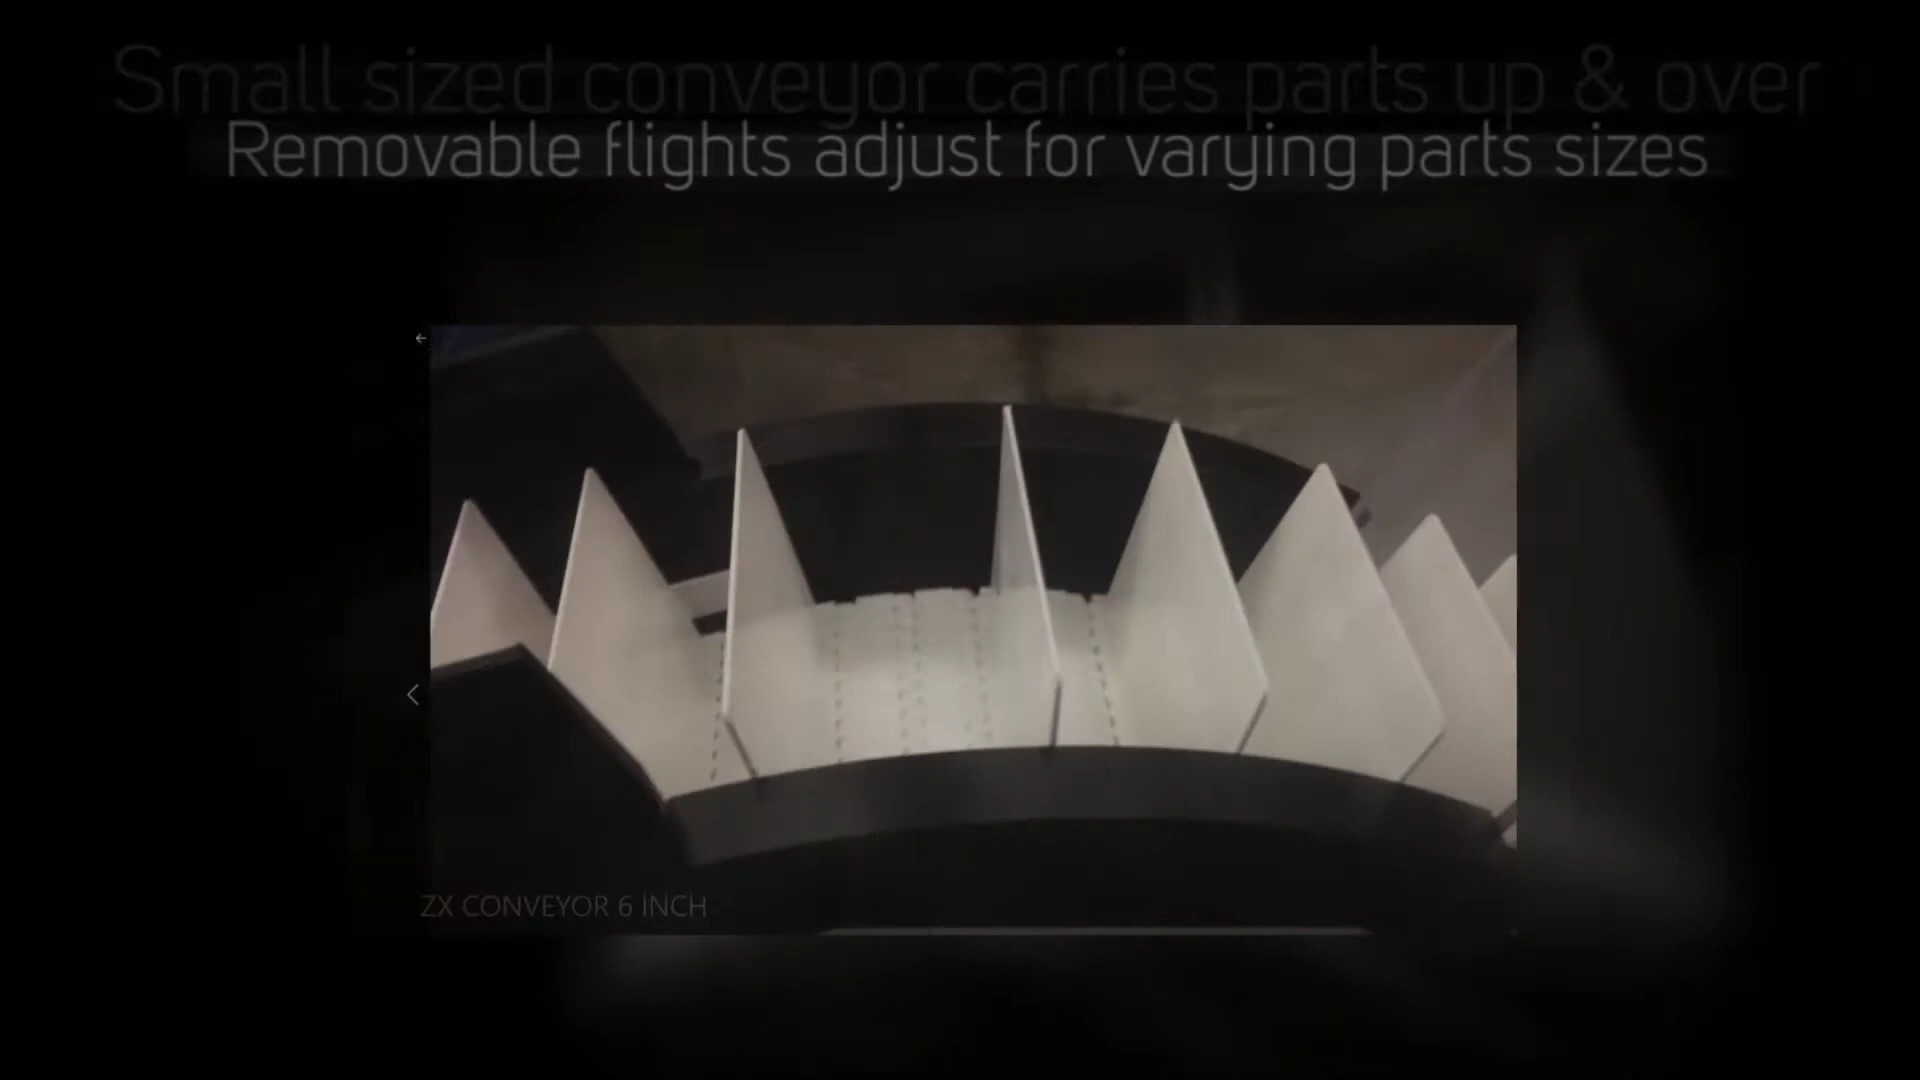 Small sized conveyor carries parts up & over
Removable flights adjust for varying parts sizes
ZX CONVEYOR 6 INCH